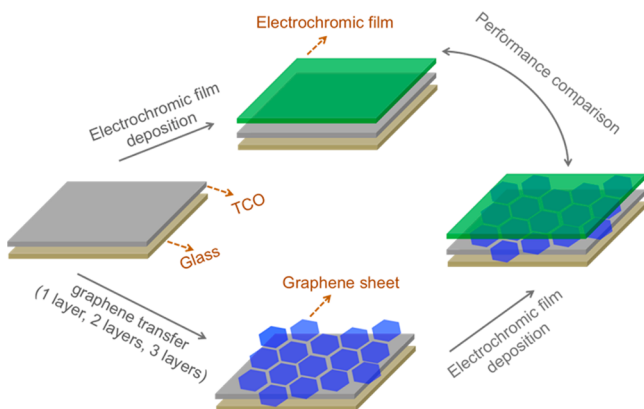 Electrochromic film
Electrochromic film
deposition
Performance comparison
TCO
Glass
graphene transfer
(1 layer, 2 layers, 3 layers)
Graphene sheet
Electrochromic film
deposition